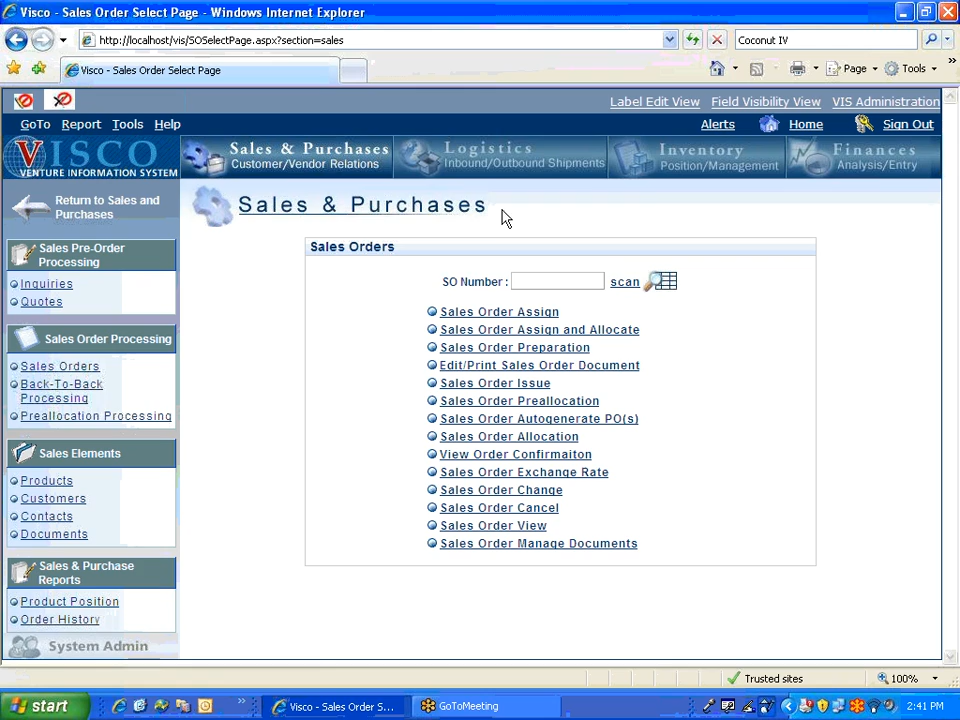 Visco - Sales Order Select Page - Windows Internet Explorer
http://localhost/vis/SOSelectPage.aspx?section=sales
Coconut IV
Visco - Sales Order Select Page
Page
Tools
Label Edit View Field Visibility View VIS Administration
GoTo Report Tools Help
Alerts Home Sign Out
VISCO
VENTURE INFORMATION SYSTEM
Sales & Purchases
Customer/Vendor Relations
Logistics
Inbound/Outbound Shipments
Inventory
Position/Management
Finances
Analysis/Entry
Return to Sales and
Purchases
Sales Pre-Order
Processing
Inquiries
Quotes
Sales Order Processing
Sales Orders
Back-To-Back
Processing
Preallocation Processing
Sales Elements
Products
Customers
Contacts
Documents
Sales & Purchase
Reports
Product Position
Order History
System Admin
Sales & Purchases
Sales Orders
SO Number : scan
Sales Order Assign
Sales Order Assign and Allocate
Sales Order Preparation
Edit/Print Sales Order Document
Sales Order Issue
Sales Order Preallocation
Sales Order Autogenerate PO(s)
Sales Order Allocation
View Order Confirmaiton
Sales Order Exchange Rate
Sales Order Change
Sales Order Cancel
Sales Order View
Sales Order Manage Documents
Trusted sites
100%
start
Visco - Sales Order S...
GoToMeeting
2:41 PM